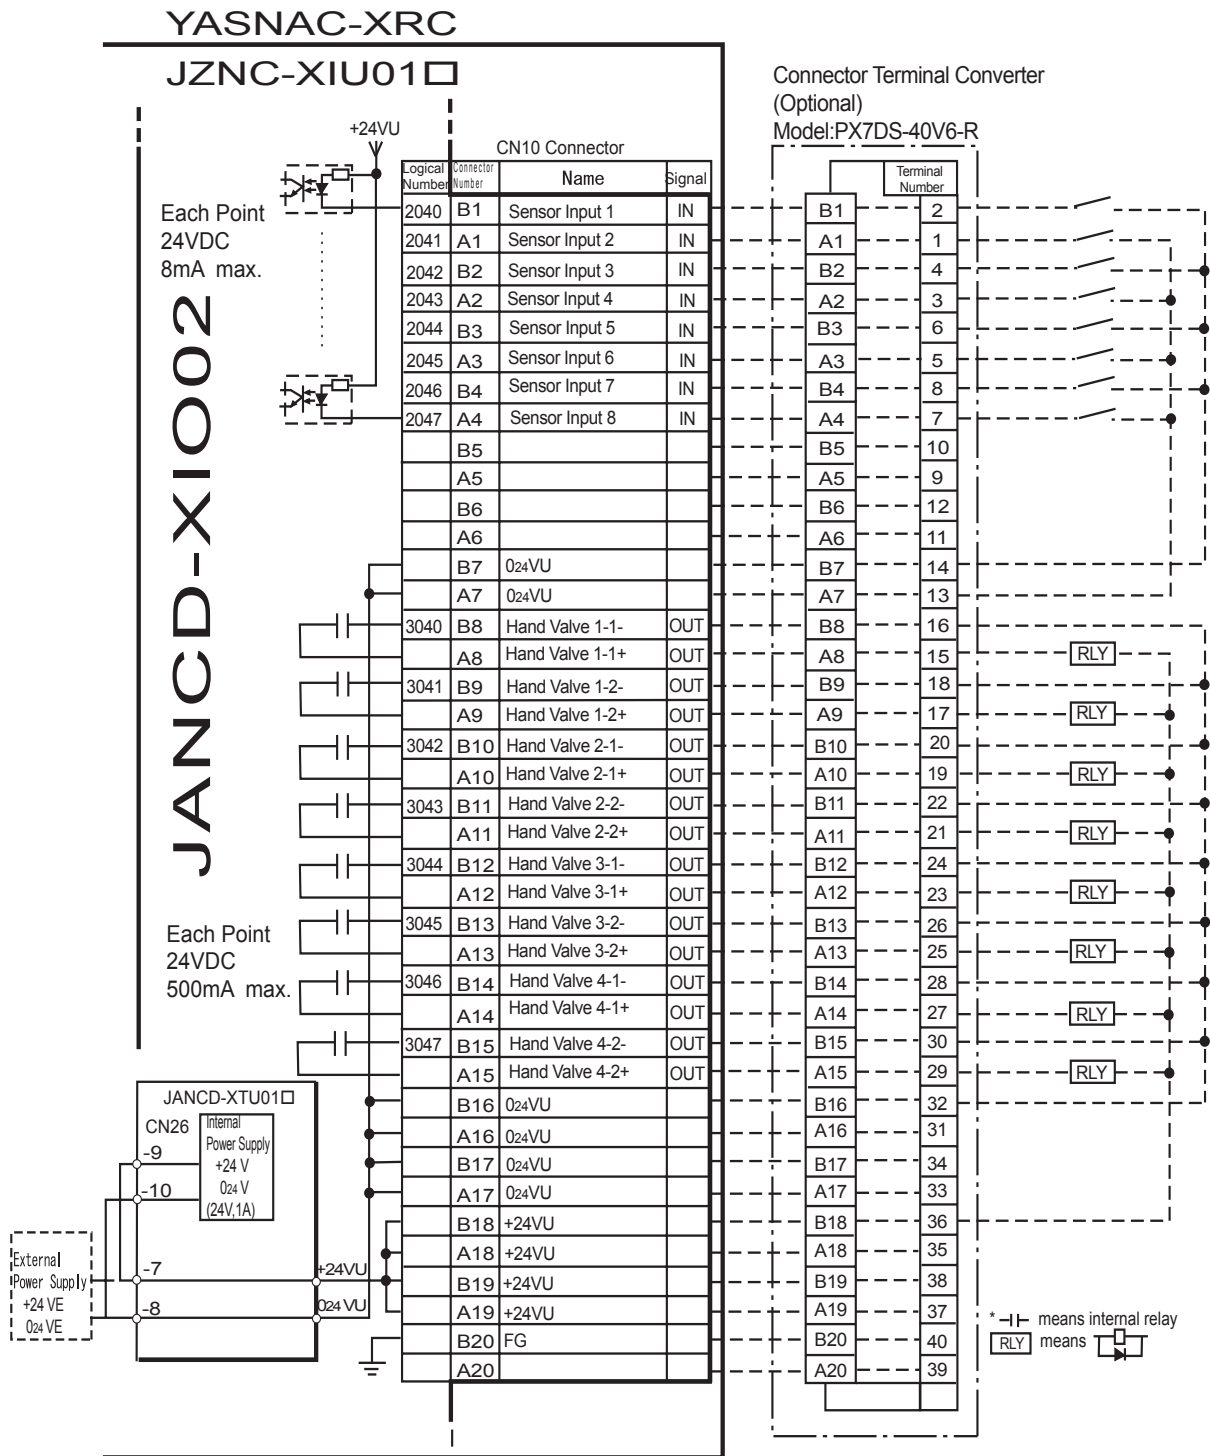 YASNAC-XRC
JZNC-XIU01□
Connector Terminal Converter
(Optional)
Model:PX7DS-40V6-R
+24VU
CN10 Connector
Logical Number Connector Number Name Signal
Terminal Number
Each Point
24VDC
8mA max.
JANCD-XIO02
2040 B1 Sensor Input 1 IN B1 2
2041 A1 Sensor Input 2 IN A1 1
2042 B2 Sensor Input 3 IN B2 4
2043 A2 Sensor Input 4 IN A2 3
2044 B3 Sensor Input 5 IN B3 6
2045 A3 Sensor Input 6 IN A3 5
2046 B4 Sensor Input 7 IN B4 8
2047 A4 Sensor Input 8 IN A4 7
B5 B5 10
A5 A5 9
B6 B6 12
A6 A6 11
B7 024VU B7 14
A7 024VU A7 13
3040 B8 Hand Valve 1-1- OUT B8 16
A8 Hand Valve 1-1+ OUT A8 15 RLY
3041 B9 Hand Valve 1-2- OUT B9 18
A9 Hand Valve 1-2+ OUT A9 17 RLY
3042 B10 Hand Valve 2-1- OUT B10 20
A10 Hand Valve 2-1+ OUT A10 19 RLY
3043 B11 Hand Valve 2-2- OUT B11 22
A11 Hand Valve 2-2+ OUT A11 21 RLY
3044 B12 Hand Valve 3-1- OUT B12 24
A12 Hand Valve 3-1+ OUT A12 23 RLY
3045 B13 Hand Valve 3-2- OUT B13 26
A13 Hand Valve 3-2+ OUT A13 25 RLY
3046 B14 Hand Valve 4-1- OUT B14 28
A14 Hand Valve 4-1+ OUT A14 27 RLY
3047 B15 Hand Valve 4-2- OUT B15 30
A15 Hand Valve 4-2+ OUT A15 29 RLY
B16 024VU B16 32
A16 024VU A16 31
B17 024VU B17 34
A17 024VU A17 33
B18 +24VU B18 36
A18 +24VU A18 35
B19 +24VU B19 38
A19 +24VU A19 37
B20 FG B20 40
A20 A20 39
Each Point
24VDC
500mA max.
JANCD-XTU01□
CN26
Internal
Power Supply
+24 V
024 V
(24V,1A)
-9
-10
-7
-8
+24VU
024 VU
External
Power Supply
+24 VE
024 VE
* means internal relay
RLY means